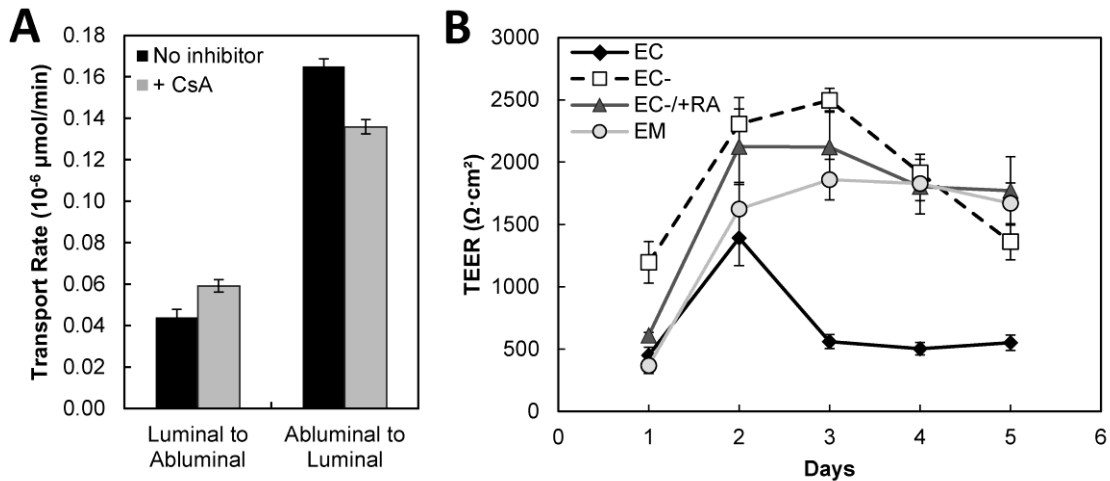 A
Transport Rate (10⁻⁶ µmol/min)
0.18
0.16
0.14
0.12
0.10
0.08
0.06
0.04
0.02
0.00
No inhibitor
+ CsA
Luminal to
Abluminal
Abluminal to
Luminal
B
TEER (Ω·cm²)
3000
2500
2000
1500
1000
500
0
EC
EC-
EC-/+RA
EM
0
1
2
3
4
5
6
Days